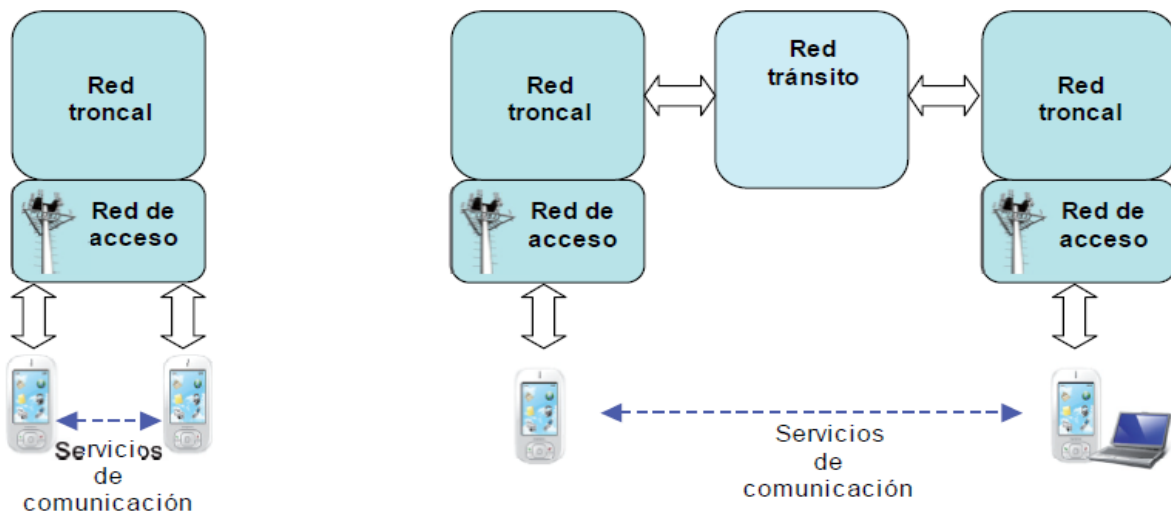 Red
troncal
Red de
acceso
Servicios
de
comunicación
Red
troncal
Red de
acceso
Red
tránsito
Red
troncal
Red de
acceso
Servicios
de
comunicación